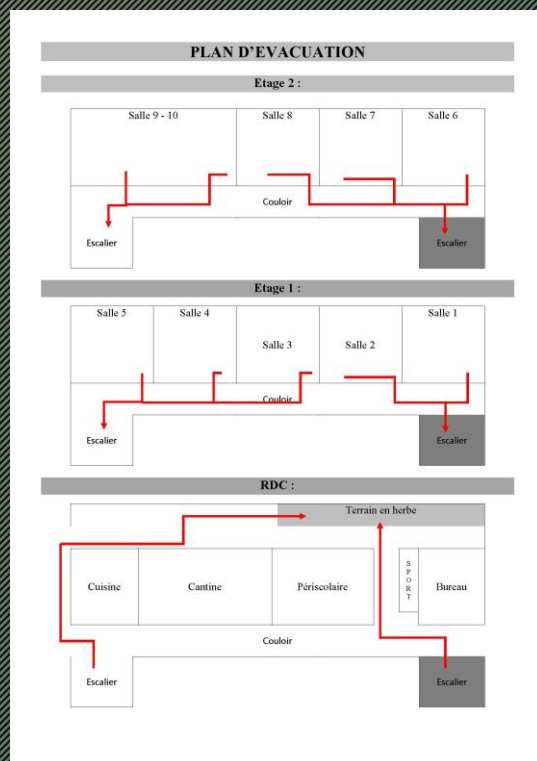 PLAN D'EVACUATION
Etage 2 :
Salle 9 - 10
Salle 8
Salle 7
Salle 6
Couloir
Escalier
Escalier
Etage 1 :
Salle 5
Salle 4
Salle 3
Salle 2
Salle 1
Couloir
Escalier
Escalier
RDC :
Terrain en herbe
Cuisine
Cantine
Périscolaire
SPORT
Bureau
Couloir
Escalier
Escalier